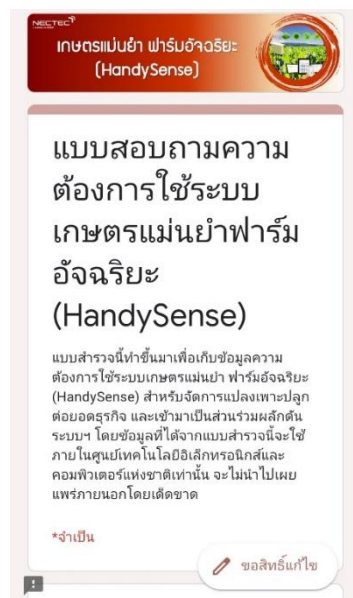 NECTEC
เกษตรแม่นยำ ฟาร์มอัจฉริยะ
(HandySense)
แบบสอบถามความ
ต้องการใช้ระบบ
เกษตรแม่นยำฟาร์ม
อัจฉริยะ
(HandySense)
แบบสำรวจนี้ทำขึ้นมาเพื่อเก็บข้อมูลความ
ต้องการใช้ระบบเกษตรแม่นยำ ฟาร์มอัจฉริยะ
(HandySense) สำหรับจัดการแปลงเพาะปลูก
ต่อยอดธุรกิจ และเข้ามาเป็นส่วนร่วมผลักดัน
ระบบฯ โดยข้อมูลที่ได้จากแบบสำรวจนี้จะใช้
ภายในศูนย์เทคโนโลยีอิเล็กทรอนิกส์และ
คอมพิวเตอร์แห่งชาติเท่านั้น จะไม่นำไปเผย
แพร่ภายนอกโดยเด็ดขาด
*จำเป็น
ขอสิทธิ์แก้ไข